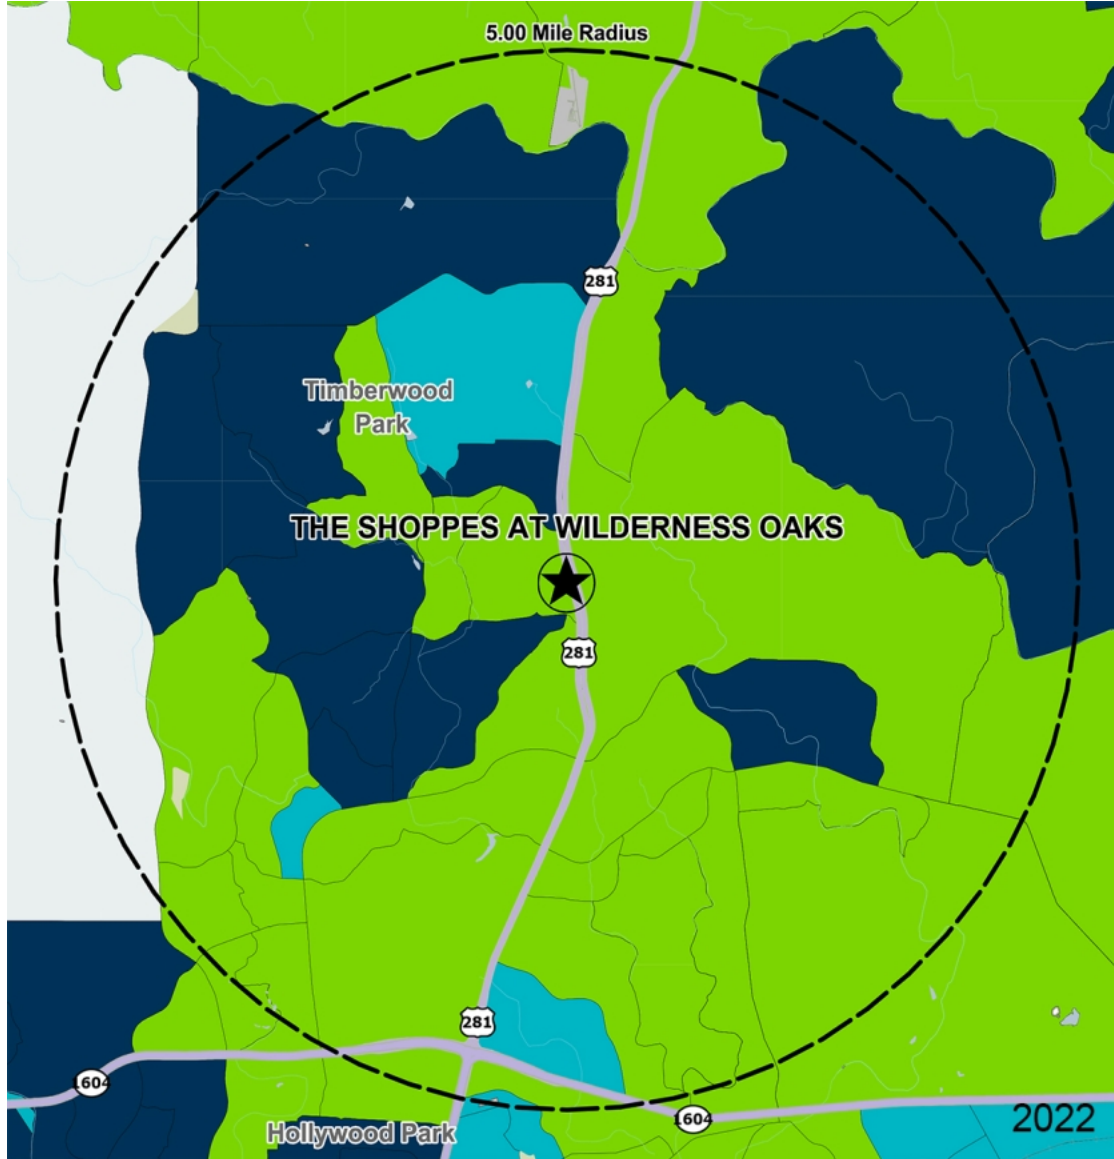 5.00 Mile Radius
281
Timberwood
Park
THE SHOPPES AT WILDERNESS OAKS
281
281
1604
1604
2022
Hollywood Park